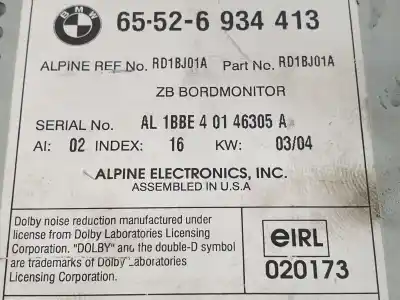 BMW 65-52-6 934 413
ALPINE REF No. RD1BJ01A Part No. RD1BJ01A
ZB BORDMONITOR
SERIAL No. AL 1BBE 4 01 46305 A
AI: 02 INDEX: 16 KW: 03/04
ALPINE ELECTRONICS, INC.
ASSEMBLED IN U.S.A
Dolby noise reduction manufactured under
license from Dolby Laboratories Licensing
Corporation. "DOLBY" and the double-D symbol
are trademarks of Dolby Laboratories
Licensing Corporation.
eIRL
020173